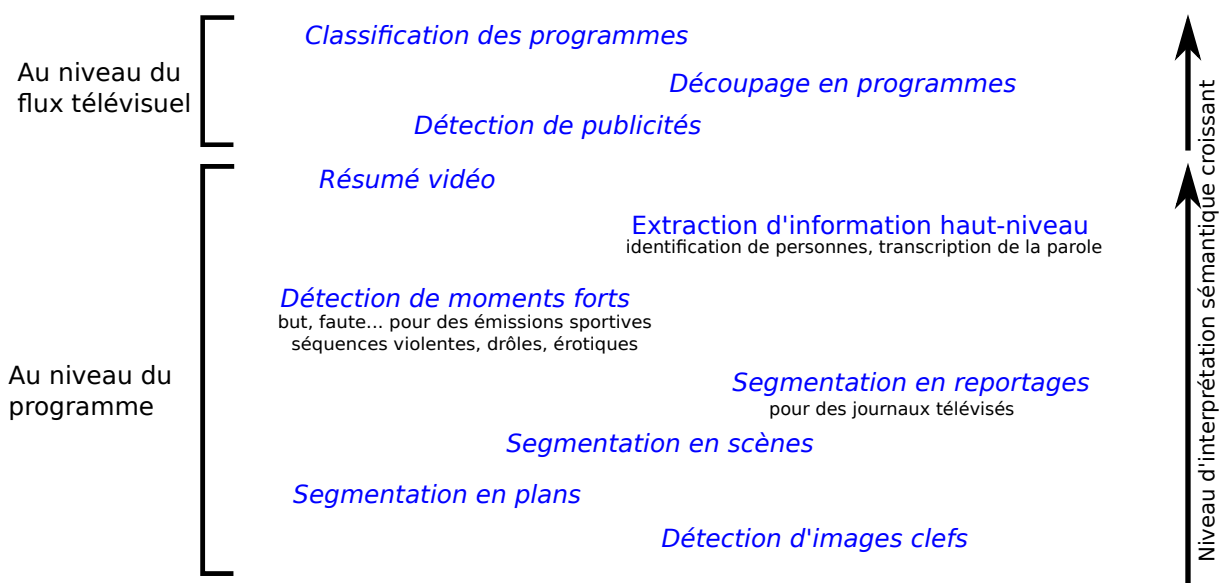 Classification des programmes
Au niveau du
flux télévisuel
Découpage en programmes
Détection de publicités
Résumé vidéo
Extraction d'information haut-niveau
identification de personnes, transcription de la parole
Détection de moments forts
but, faute... pour des émissions sportives
séquences violentes, drôles, érotiques
Au niveau du
programme
Segmentation en reportages
pour des journaux télévisés
Segmentation en scènes
Segmentation en plans
Détection d'images clefs
Niveau d'interprétation sémantique croissant